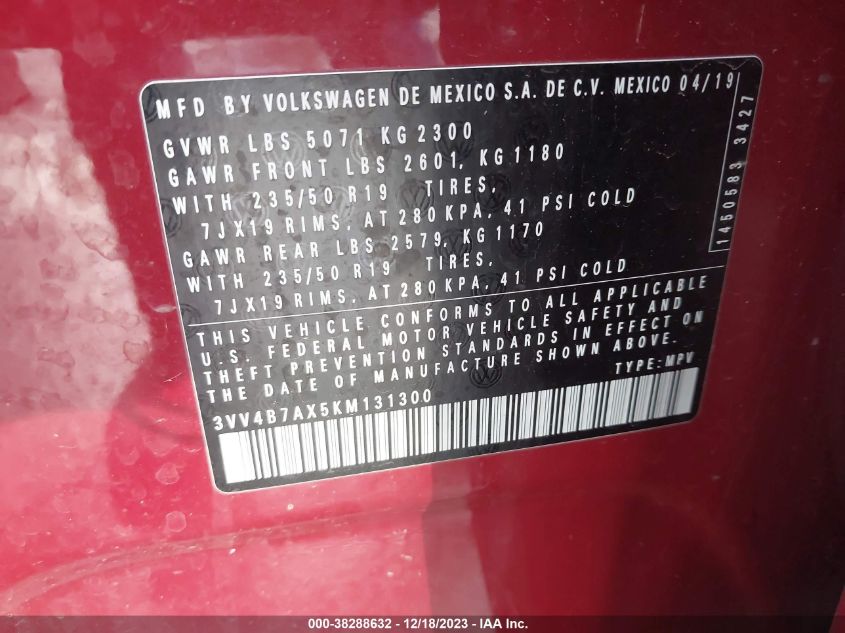 MFD BY VOLKSWAGEN DE MEXICO S.A. DE C.V. MEXICO 04/19
GVWR LBS 5071 KG 2300
GAWR FRONT LBS 2601, KG 1180
WITH 235/50 R19 TIRES,
7JX19 RIMS, AT 280 KPA, 41 PSI COLD
GAWR REAR LBS 2579, KG 1170
WITH 235/50 R19 TIRES,
7JX19 RIMS, AT 280 KPA, 41 PSI COLD
THIS VEHICLE CONFORMS TO ALL APPLICABLE
U.S. FEDERAL MOTOR VEHICLE SAFETY AND
THEFT PREVENTION STANDARDS IN EFFECT ON
THE DATE OF MANUFACTURE SHOWN ABOVE.
TYPE: MPV
3VV4B7AX5KM131300
1450583 3427
000-38288632 - 12/18/2023 - IAA Inc.